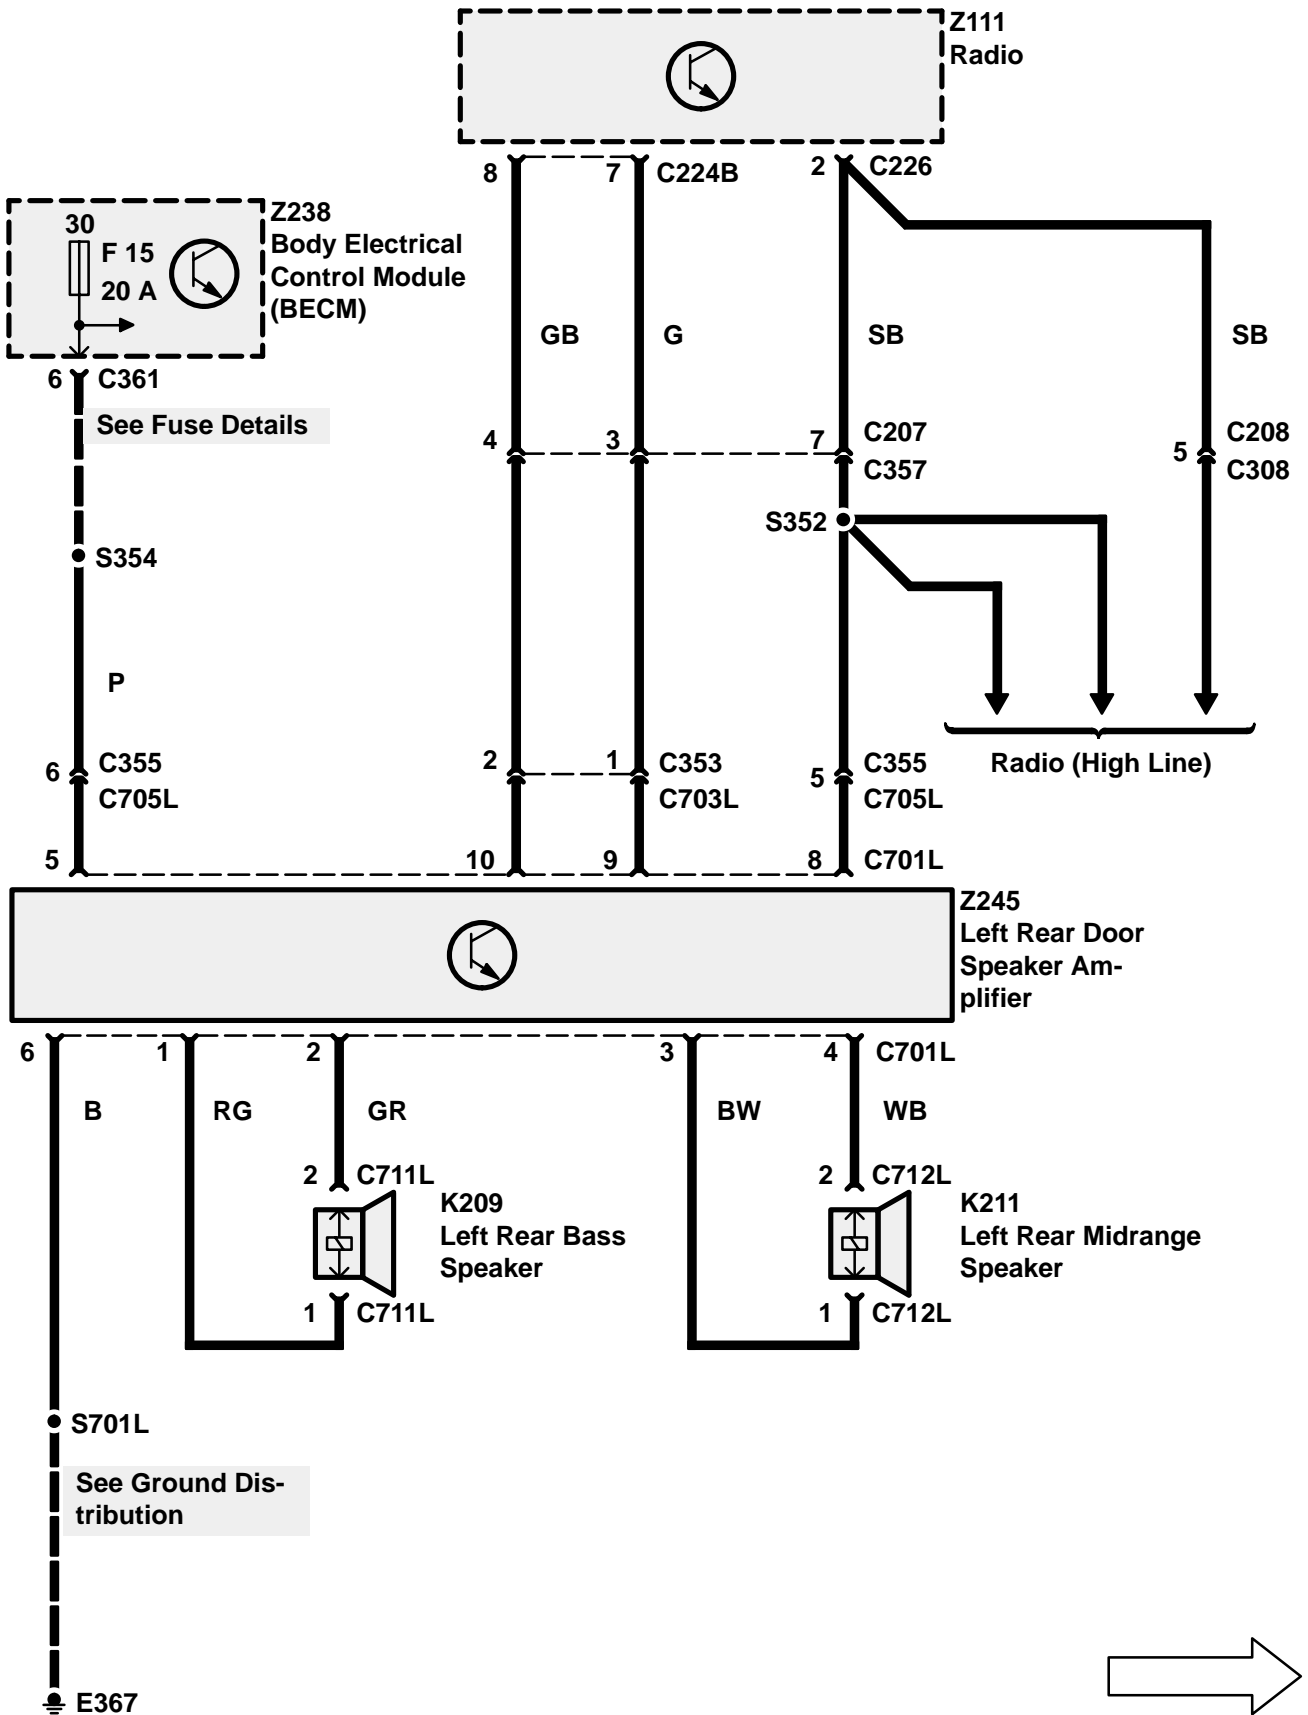 Z111
Radio
8 7 C224B 2 C226
Z238
Body Electrical
Control Module
(BECM)
30
F 15
20 A
6 C361
See Fuse Details
GB G SB SB
4 3 7 C207
C357
5 C208
C308
S352
S354
P
6 C355
C705L
2 1 C353
C703L
5 C355
C705L
Radio (High Line)
5 10 9 8 C701L
Z245
Left Rear Door
Speaker Am-
plifier
6 1 2 3 4 C701L
B RG GR BW WB
2 C711L
K209
Left Rear Bass
Speaker
1 C711L
2 C712L
K211
Left Rear Midrange
Speaker
1 C712L
S701L
See Ground Dis-
tribution
E367